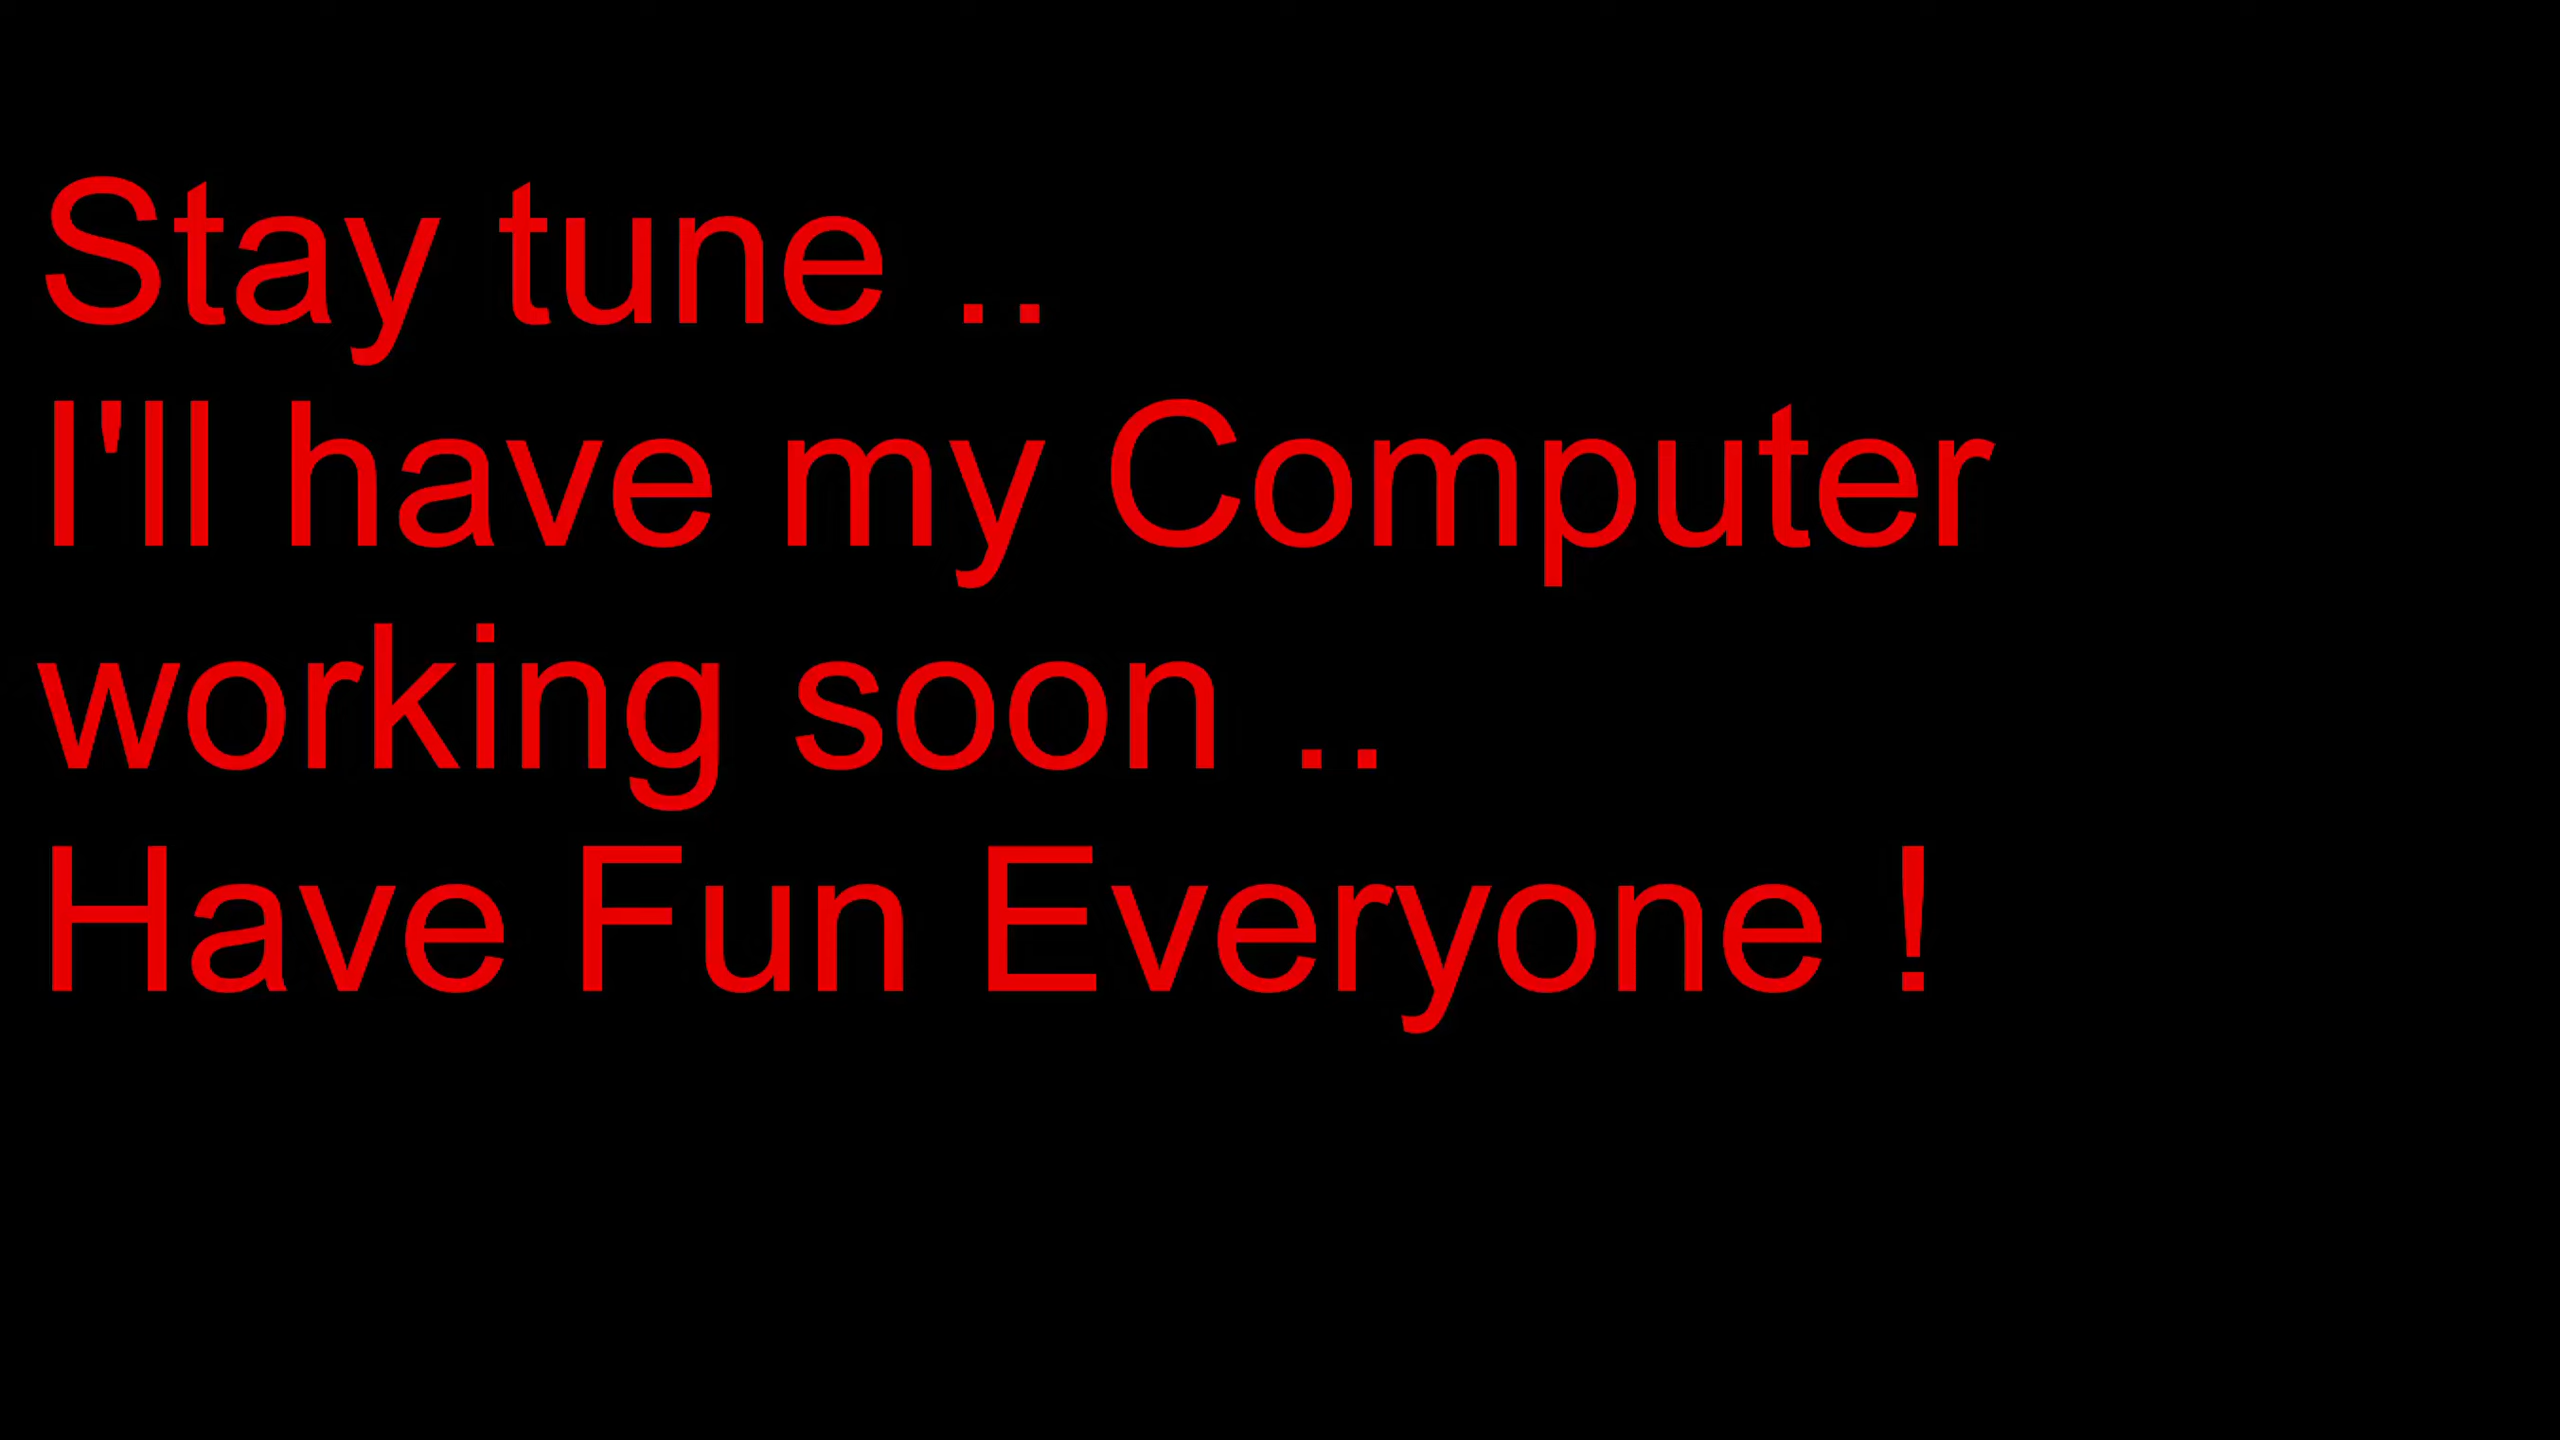 Stay tune ..
I'll have my Computer
working soon ..
Have Fun Everyone !